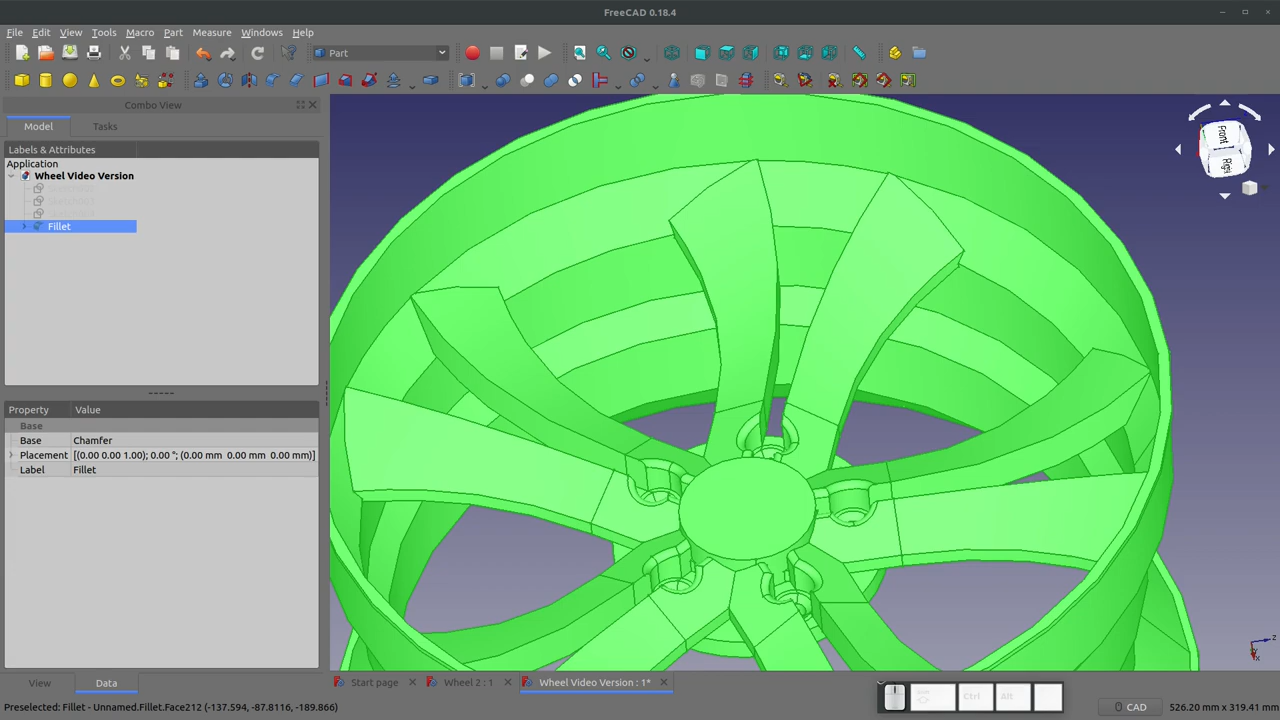 FreeCAD 0.18.4
File Edit View Tools Macro Part Measure Windows Help
Part
Combo View
Model Tasks
Labels & Attributes
Application
Wheel Video Version
Fillet
Front
Property Value
Base
Base Chamfer
Placement [(0.00 0.00 1.00); 0.00 °; (0.00 mm 0.00 mm 0.00 mm)]
Label Fillet
z
x
View Data
Start page Wheel 2 : 1 Wheel Video Version : 1*
Ctrl Alt
Preselected: Fillet - Unnamed.Fillet.Face212 (-137.594, -87.8116, -189.866)
CAD 526.20 mm x 319.41 mm